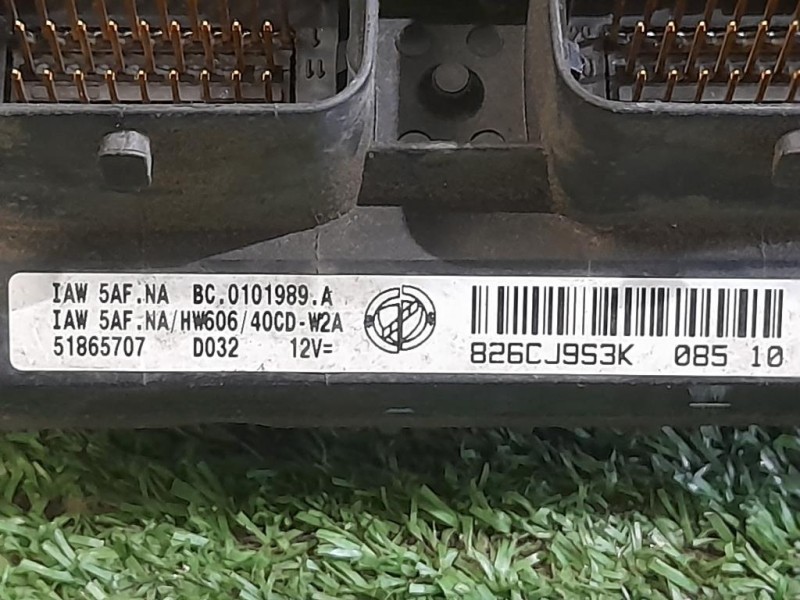 IAW 5AF.NA BC.0101989.A
IAW 5AF.NA/HW606/40CD-W2A
51865707 D032 12V=
826CJ9S3K 085 10